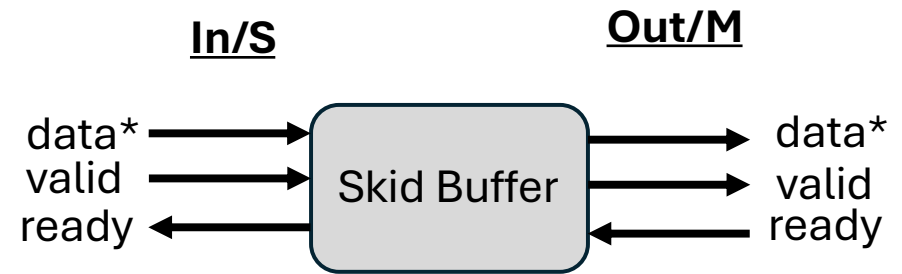 In/S
Out/M
data*
valid
ready
Skid Buffer
data*
valid
ready